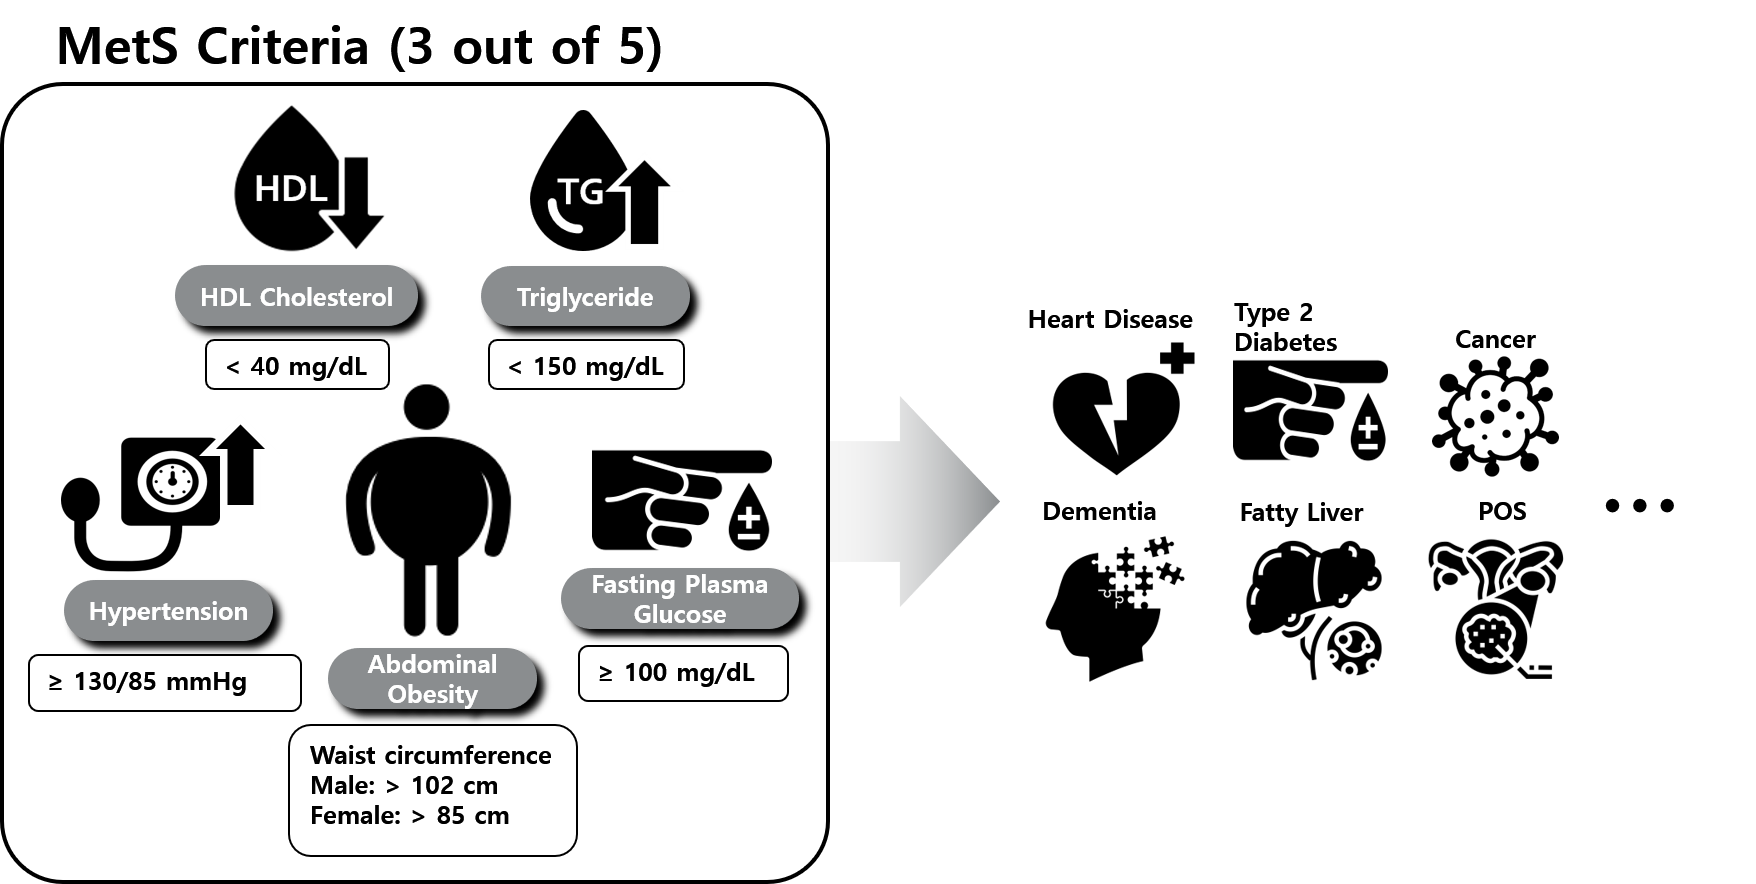 MetS Criteria (3 out of 5)
HDL
TG
HDL Cholesterol
Triglyceride
< 40 mg/dL
< 150 mg/dL
Hypertension
≥ 130/85 mmHg
Abdominal
Obesity
Waist circumference
Male: > 102 cm
Female: > 85 cm
Fasting Plasma
Glucose
≥ 100 mg/dL
Heart Disease
Type 2
Diabetes
Cancer
Dementia
Fatty Liver
POS
•••